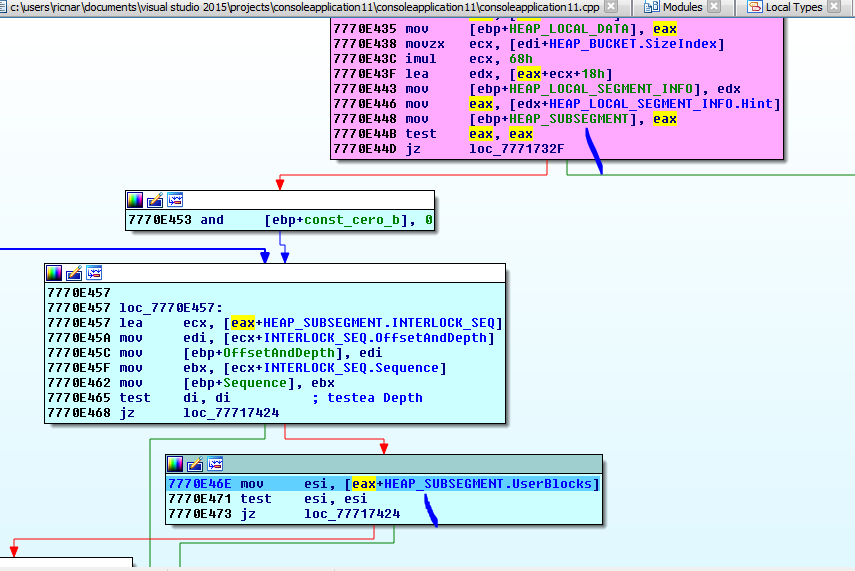 c:\users\ricnar\documents\visual studio 2015\projects\consoleapplication11\consoleapplication11\consoleapplication11.cpp Modules Local Types
7770E435 mov [ebp+HEAP_LOCAL_DATA], eax
7770E438 movzx ecx, [edi+HEAP_BUCKET.SizeIndex]
7770E43C imul ecx, 68h
7770E43F lea edx, [eax+ecx+18h]
7770E443 mov [ebp+HEAP_LOCAL_SEGMENT_INFO], edx
7770E446 mov eax, [edx+HEAP_LOCAL_SEGMENT_INFO.Hint]
7770E448 mov [ebp+HEAP_SUBSEGMENT], eax
7770E44B test eax, eax
7770E44D jz loc_7771732F
7770E453 and [ebp+const_cero_b], 0
7770E457
7770E457 loc_7770E457:
7770E457 lea ecx, [eax+HEAP_SUBSEGMENT.INTERLOCK_SEQ]
7770E45A mov edi, [ecx+INTERLOCK_SEQ.OffsetAndDepth]
7770E45C mov [ebp+OffsetAndDepth], edi
7770E45F mov ebx, [ecx+INTERLOCK_SEQ.Sequence]
7770E462 mov [ebp+Sequence], ebx
7770E465 test di, di ; testea Depth
7770E468 jz loc_77717424
7770E46E mov esi, [eax+HEAP_SUBSEGMENT.UserBlocks]
7770E471 test esi, esi
7770E473 jz loc_77717424